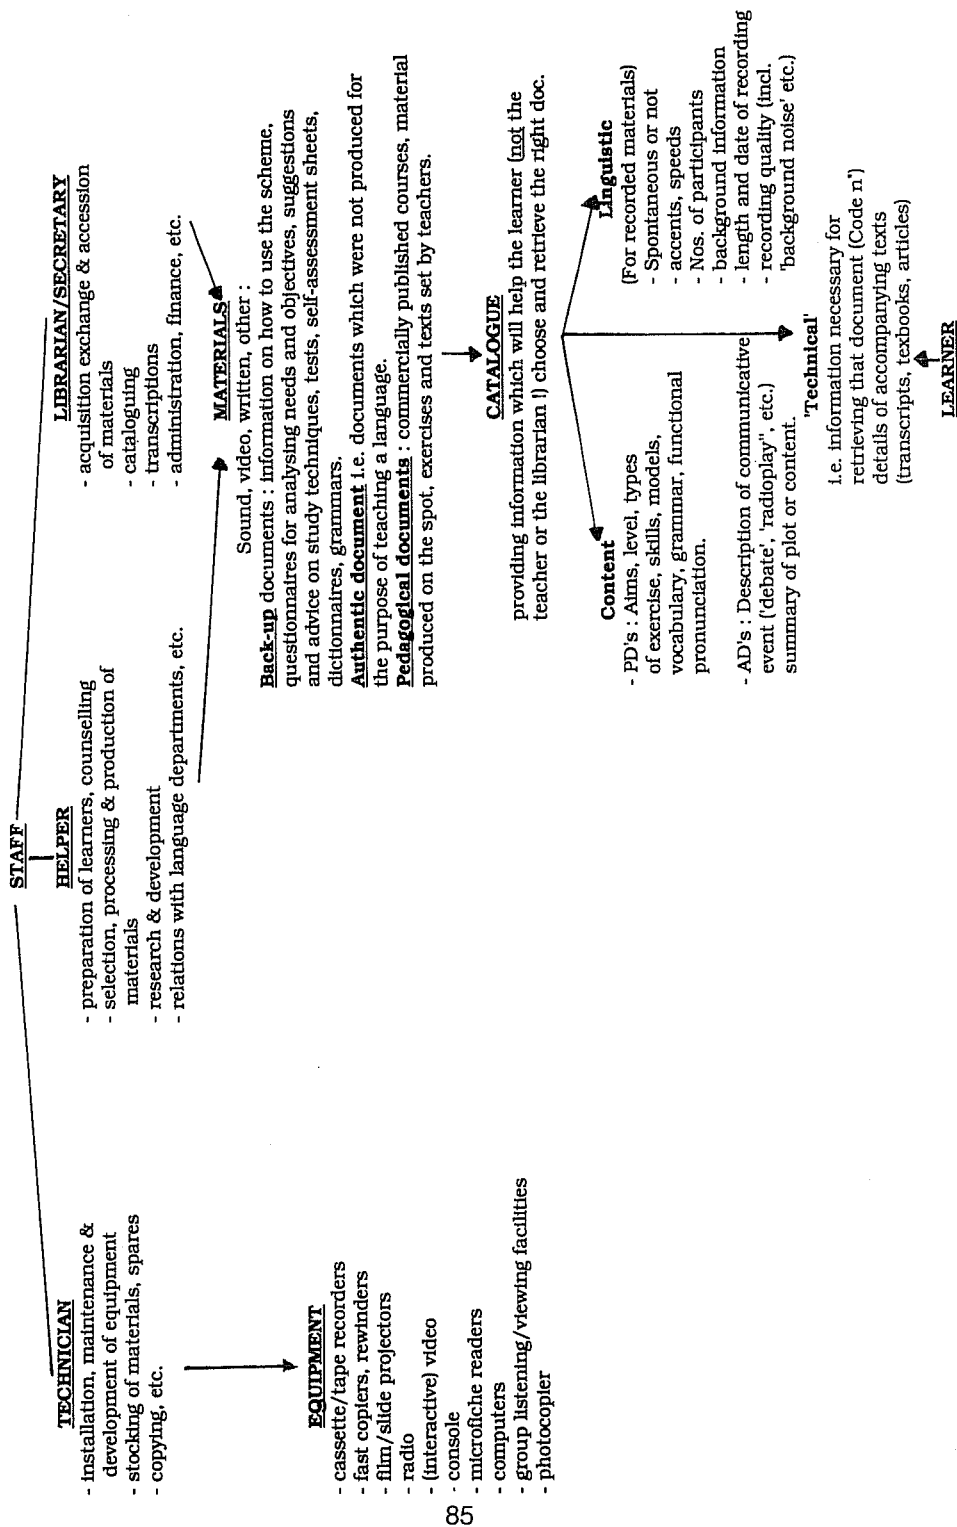 STAFF
TECHNICIAN
- installation, maintenance &
development of equipment
- stocking of materials, spares
- copying, etc.
EQUIPMENT
- cassette/tape recorders
- fast copiers, rewinders
- film/slide projectors
- radio
- (interactive) video
- console
- microfiche readers
- computers
- group listening/viewing facilities
- photocopier
HELPER
- preparation of learners, counselling
- selection, processing & production of
materials
- research & development
- relations with language departments, etc.
LIBRARIAN/SECRETARY
- acquisition exchange & accession
of materials
- cataloguing
- transcriptions
- administration, finance, etc.
MATERIALS
Sound, video, written, other :
Back-up documents : information on how to use the scheme,
questionnaires for analysing needs and objectives, suggestions
and advice on study techniques, tests, self-assessment sheets,
dictionnaires, grammars.
Authentic document i.e. documents which were not produced for
the purpose of teaching a language.
Pedagogical documents : commercially published courses, material
produced on the spot, exercises and texts set by teachers.
CATALOGUE
providing information which will help the learner (not the
teacher or the librarian !) choose and retrieve the right doc.
Content
- PD's : Aims, level, types
of exercise, skills, models,
vocabulary, grammar, functional
pronunciation.
- AD's : Description of communicative
event ('debate', 'radioplay", etc.)
summary of plot or content.
Linguistic
(For recorded materials)
- Spontaneous or not
- accents, speeds
- Nos. of participants
- background information
- length and date of recording
- recording quality (incl.
'background noise' etc.)
'Technical'
i.e. information necessary for
retrieving that document (Code n°)
details of accompanying texts
(transcripts, texbooks, articles)
LEARNER
85